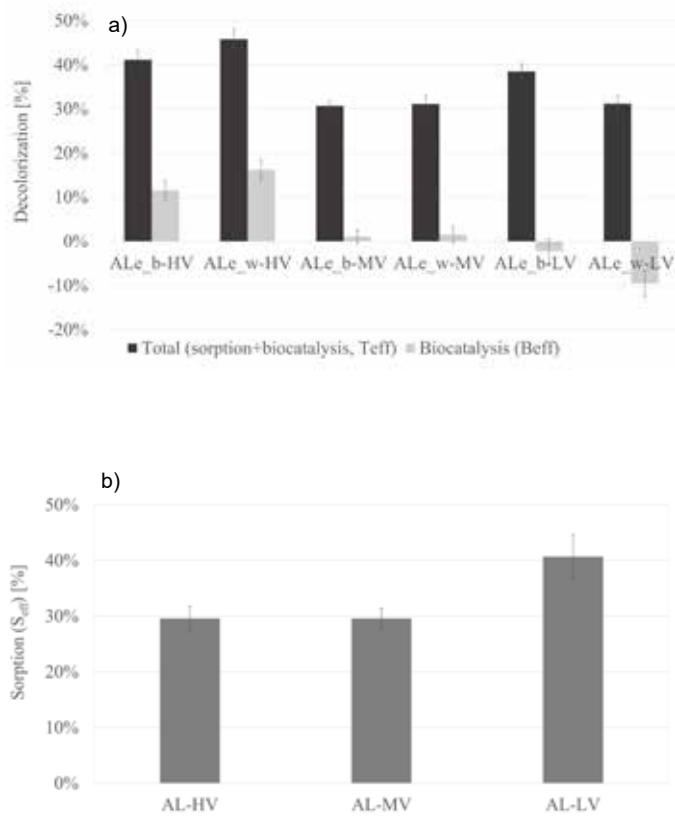 a)
50%
40%
30%
20%
10%
0%
-10%
-20%
Decolorization [%]
ALe_b-HV ALe_w-HV ALe_b-MV ALe_w-MV ALe_b-LV ALe_w-LV
■ Total (sorption+biocatalysis, Teff) ■ Biocatalysis (Beff)
b)
50%
40%
30%
20%
10%
0%
Sorption (Seff) [%]
AL-HV AL-MV AL-LV